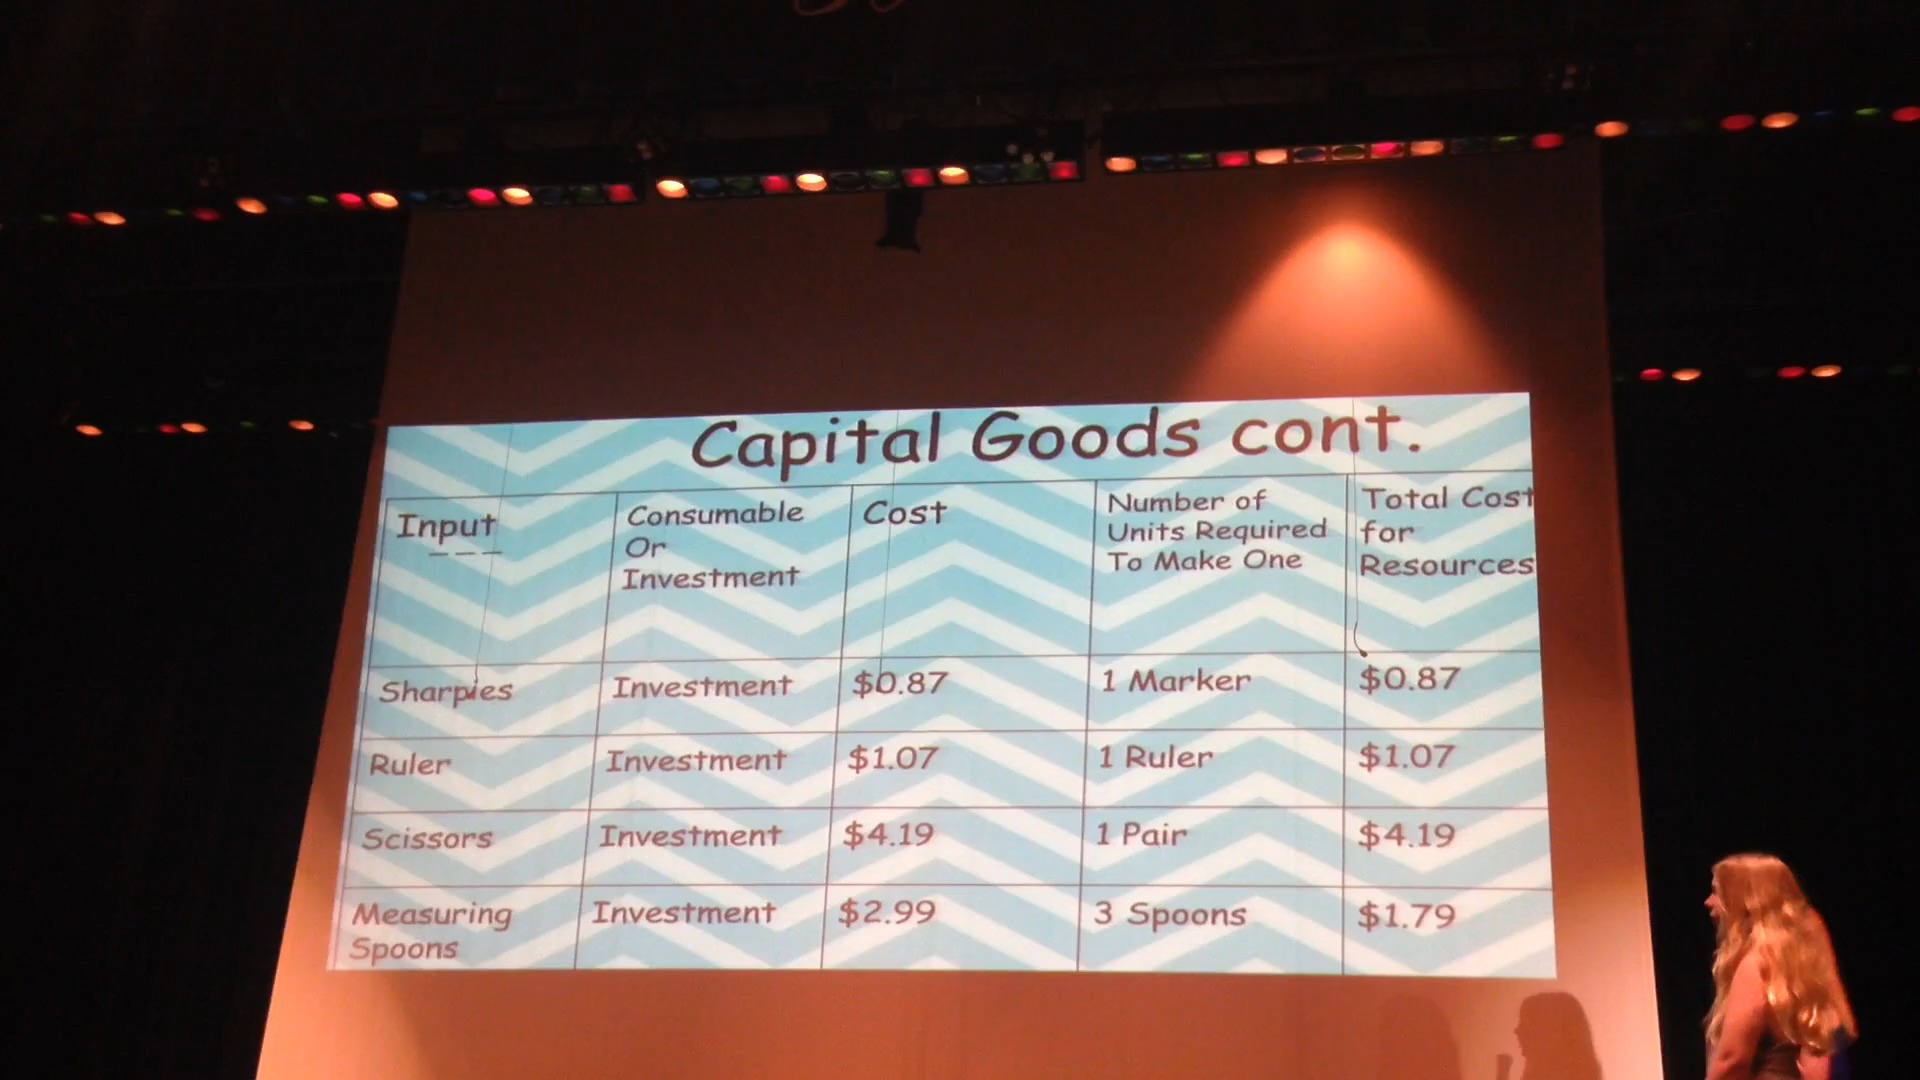 Capital Goods cont.
Input
Consumable
Or
Investment
Cost
Number of
Units Required
To Make One
Total Cost
for
Resources
Sharpies Investment $0.87 1 Marker $0.87
Ruler Investment $1.07 1 Ruler $1.07
Scissors Investment $4.19 1 Pair $4.19
Measuring
Spoons
Investment $2.99 3 Spoons $1.79